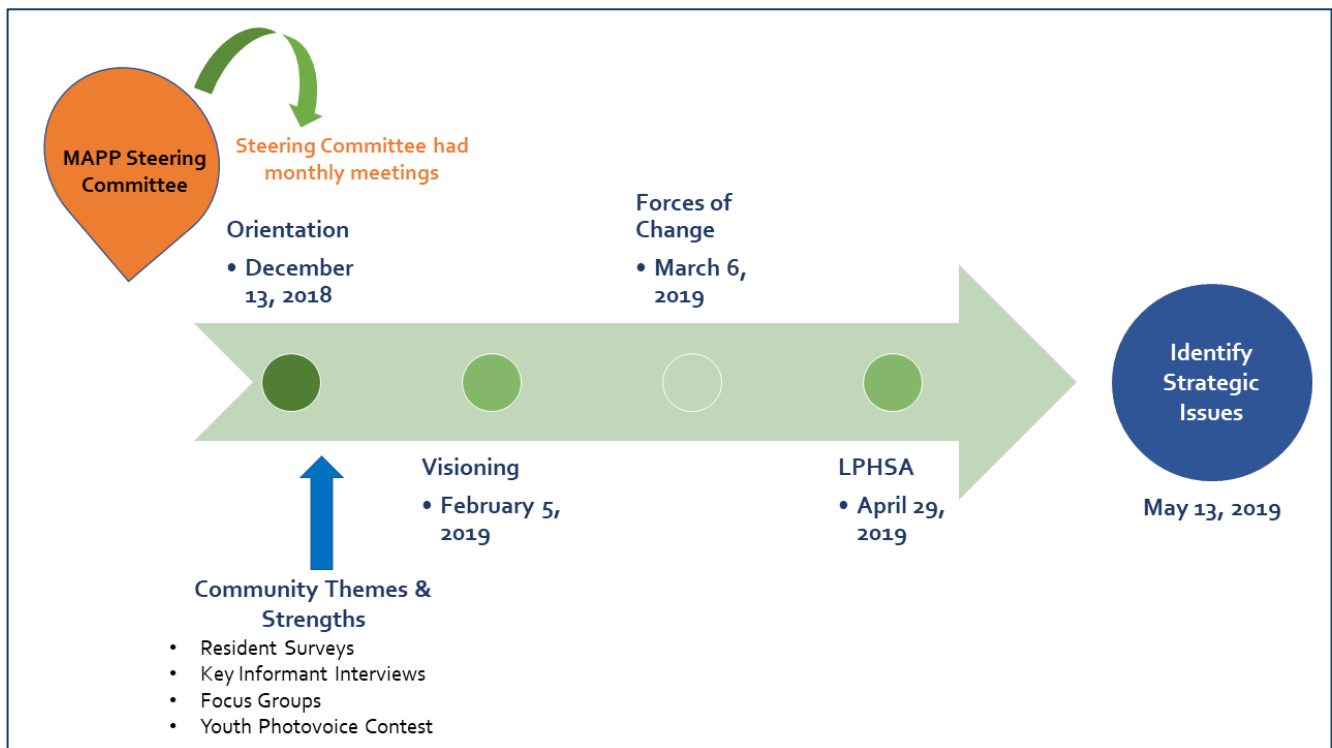 MAPP Steering
Committee
Steering Committee had
monthly meetings
Orientation
• December
13, 2018
Forces of
Change
• March 6,
2019
Identify
Strategic
Issues
Visioning
• February 5,
2019
LPHSA
• April 29,
2019
May 13, 2019
Community Themes &
Strengths
• Resident Surveys
• Key Informant Interviews
• Focus Groups
• Youth Photovoice Contest